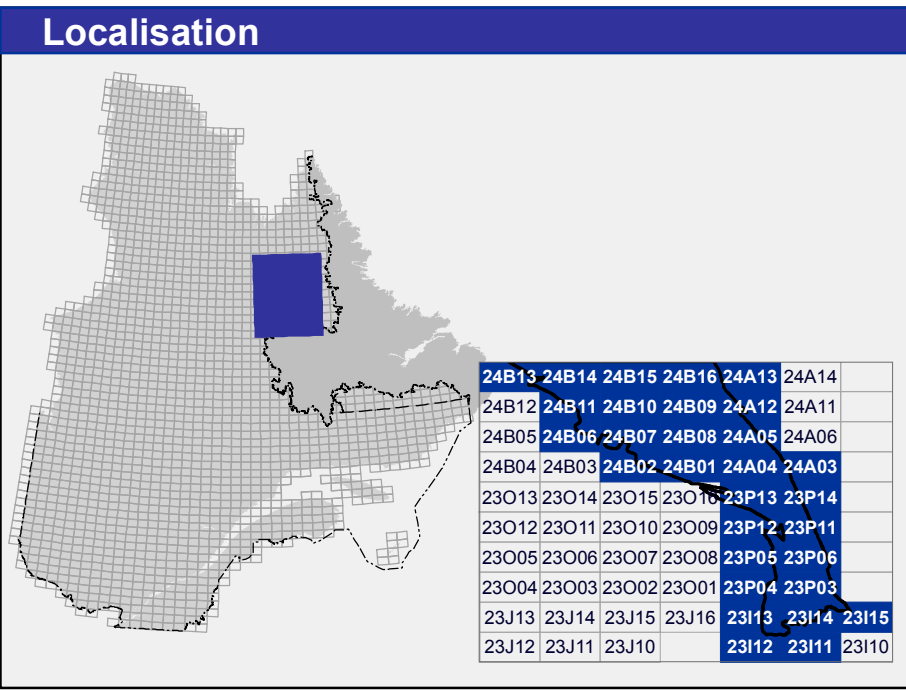 Localisation
24B13 24B14 24B15 24B16 24A13 24A14
24B12 24B11 24B10 24B09 24A12 24A11
24B05 24B06 24B07 24B08 24A05 24A06
24B04 24B03 24B02 24B01 24A04 24A03
23O13 23O14 23O15 23O16 23P13 23P14
23O12 23O11 23O10 23O09 23P12 23P11
23O05 23O06 23O07 23O08 23P05 23P06
23O04 23O03 23O02 23O01 23P04 23P03
23J13 23J14 23J15 23J16 23I13 23I14 23I15
23J12 23J11 23J10 23I12 23I11 23I10